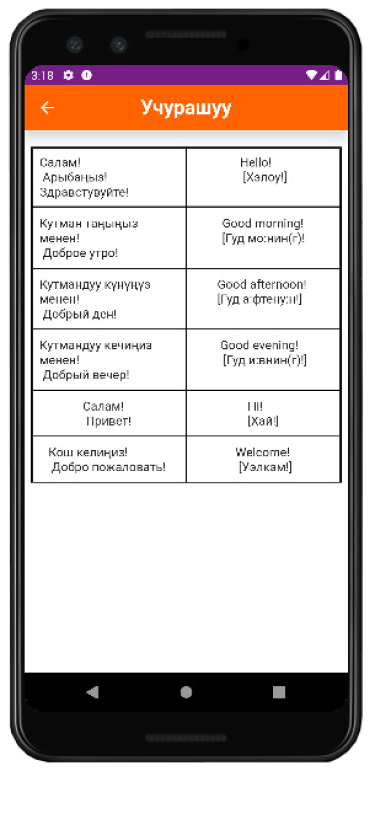 3:18
Учурашуу
Салам!
Арыбаңыз!
Здравстувуйте!
Hello!
[Хэлоу!]
Кутман таңыңыз
менен!
Доброе утро!
Good morning!
[Гуд мо:нин(г)!
Кутмандуу күнүңүз
менен!
Добрый ден!
Good afternoon!
[Гуд а:фтену:н!]
Кутмандуу кечиңиз
менен!
Добрый вечер!
Good evening!
[Гуд и:внин(г)!]
Салам!
Привет!
Hi!
[Хай!]
Кош келиңиз!
Добро пожаловать!
Welcome!
[Уэлкам!]